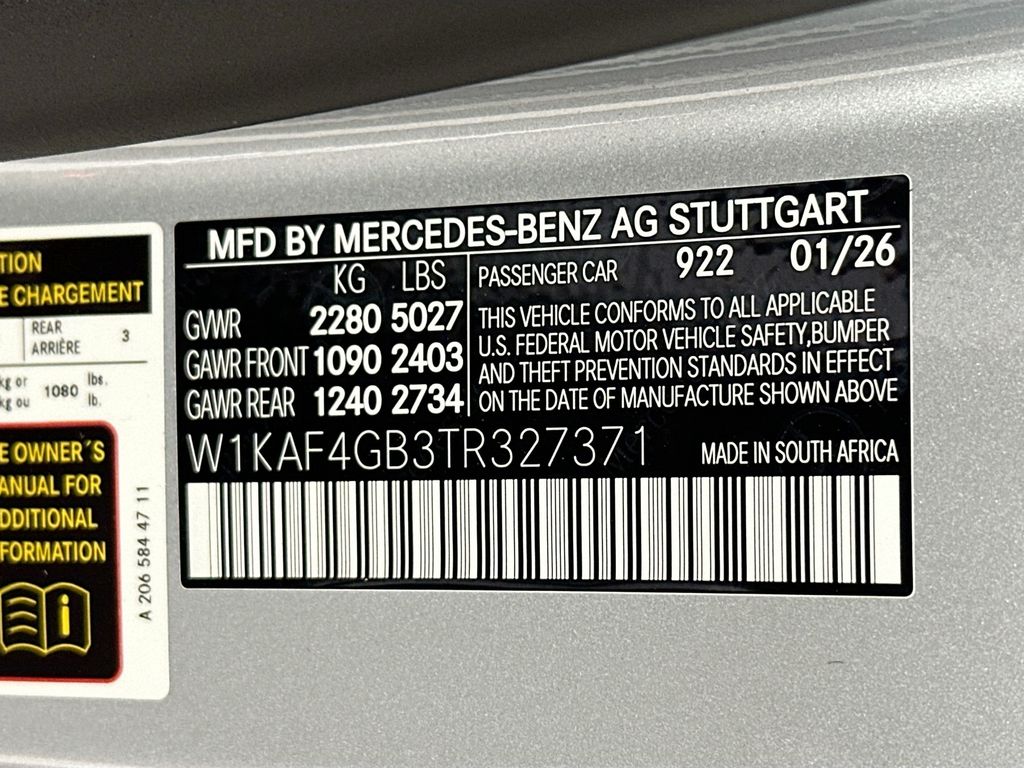 TION
E CHARGEMENT
REAR
ARRIÈRE
3
kg or
kg ou
1080
lbs.
lb.
E OWNER´S
ANUAL FOR
DDITIONAL
FORMATION
i
A 206 584 47 11
MFD BY MERCEDES-BENZ AG STUTTGART
KG LBS
GVWR 2280 5027
GAWR FRONT 1090 2403
GAWR REAR 1240 2734
PASSENGER CAR 922 01/26
THIS VEHICLE CONFORMS TO ALL APPLICABLE
U.S. FEDERAL MOTOR VEHICLE SAFETY,BUMPER
AND THEFT PREVENTION STANDARDS IN EFFECT
ON THE DATE OF MANUFACTURE SHOWN ABOVE
W1KAF4GB3TR327371
MADE IN SOUTH AFRICA